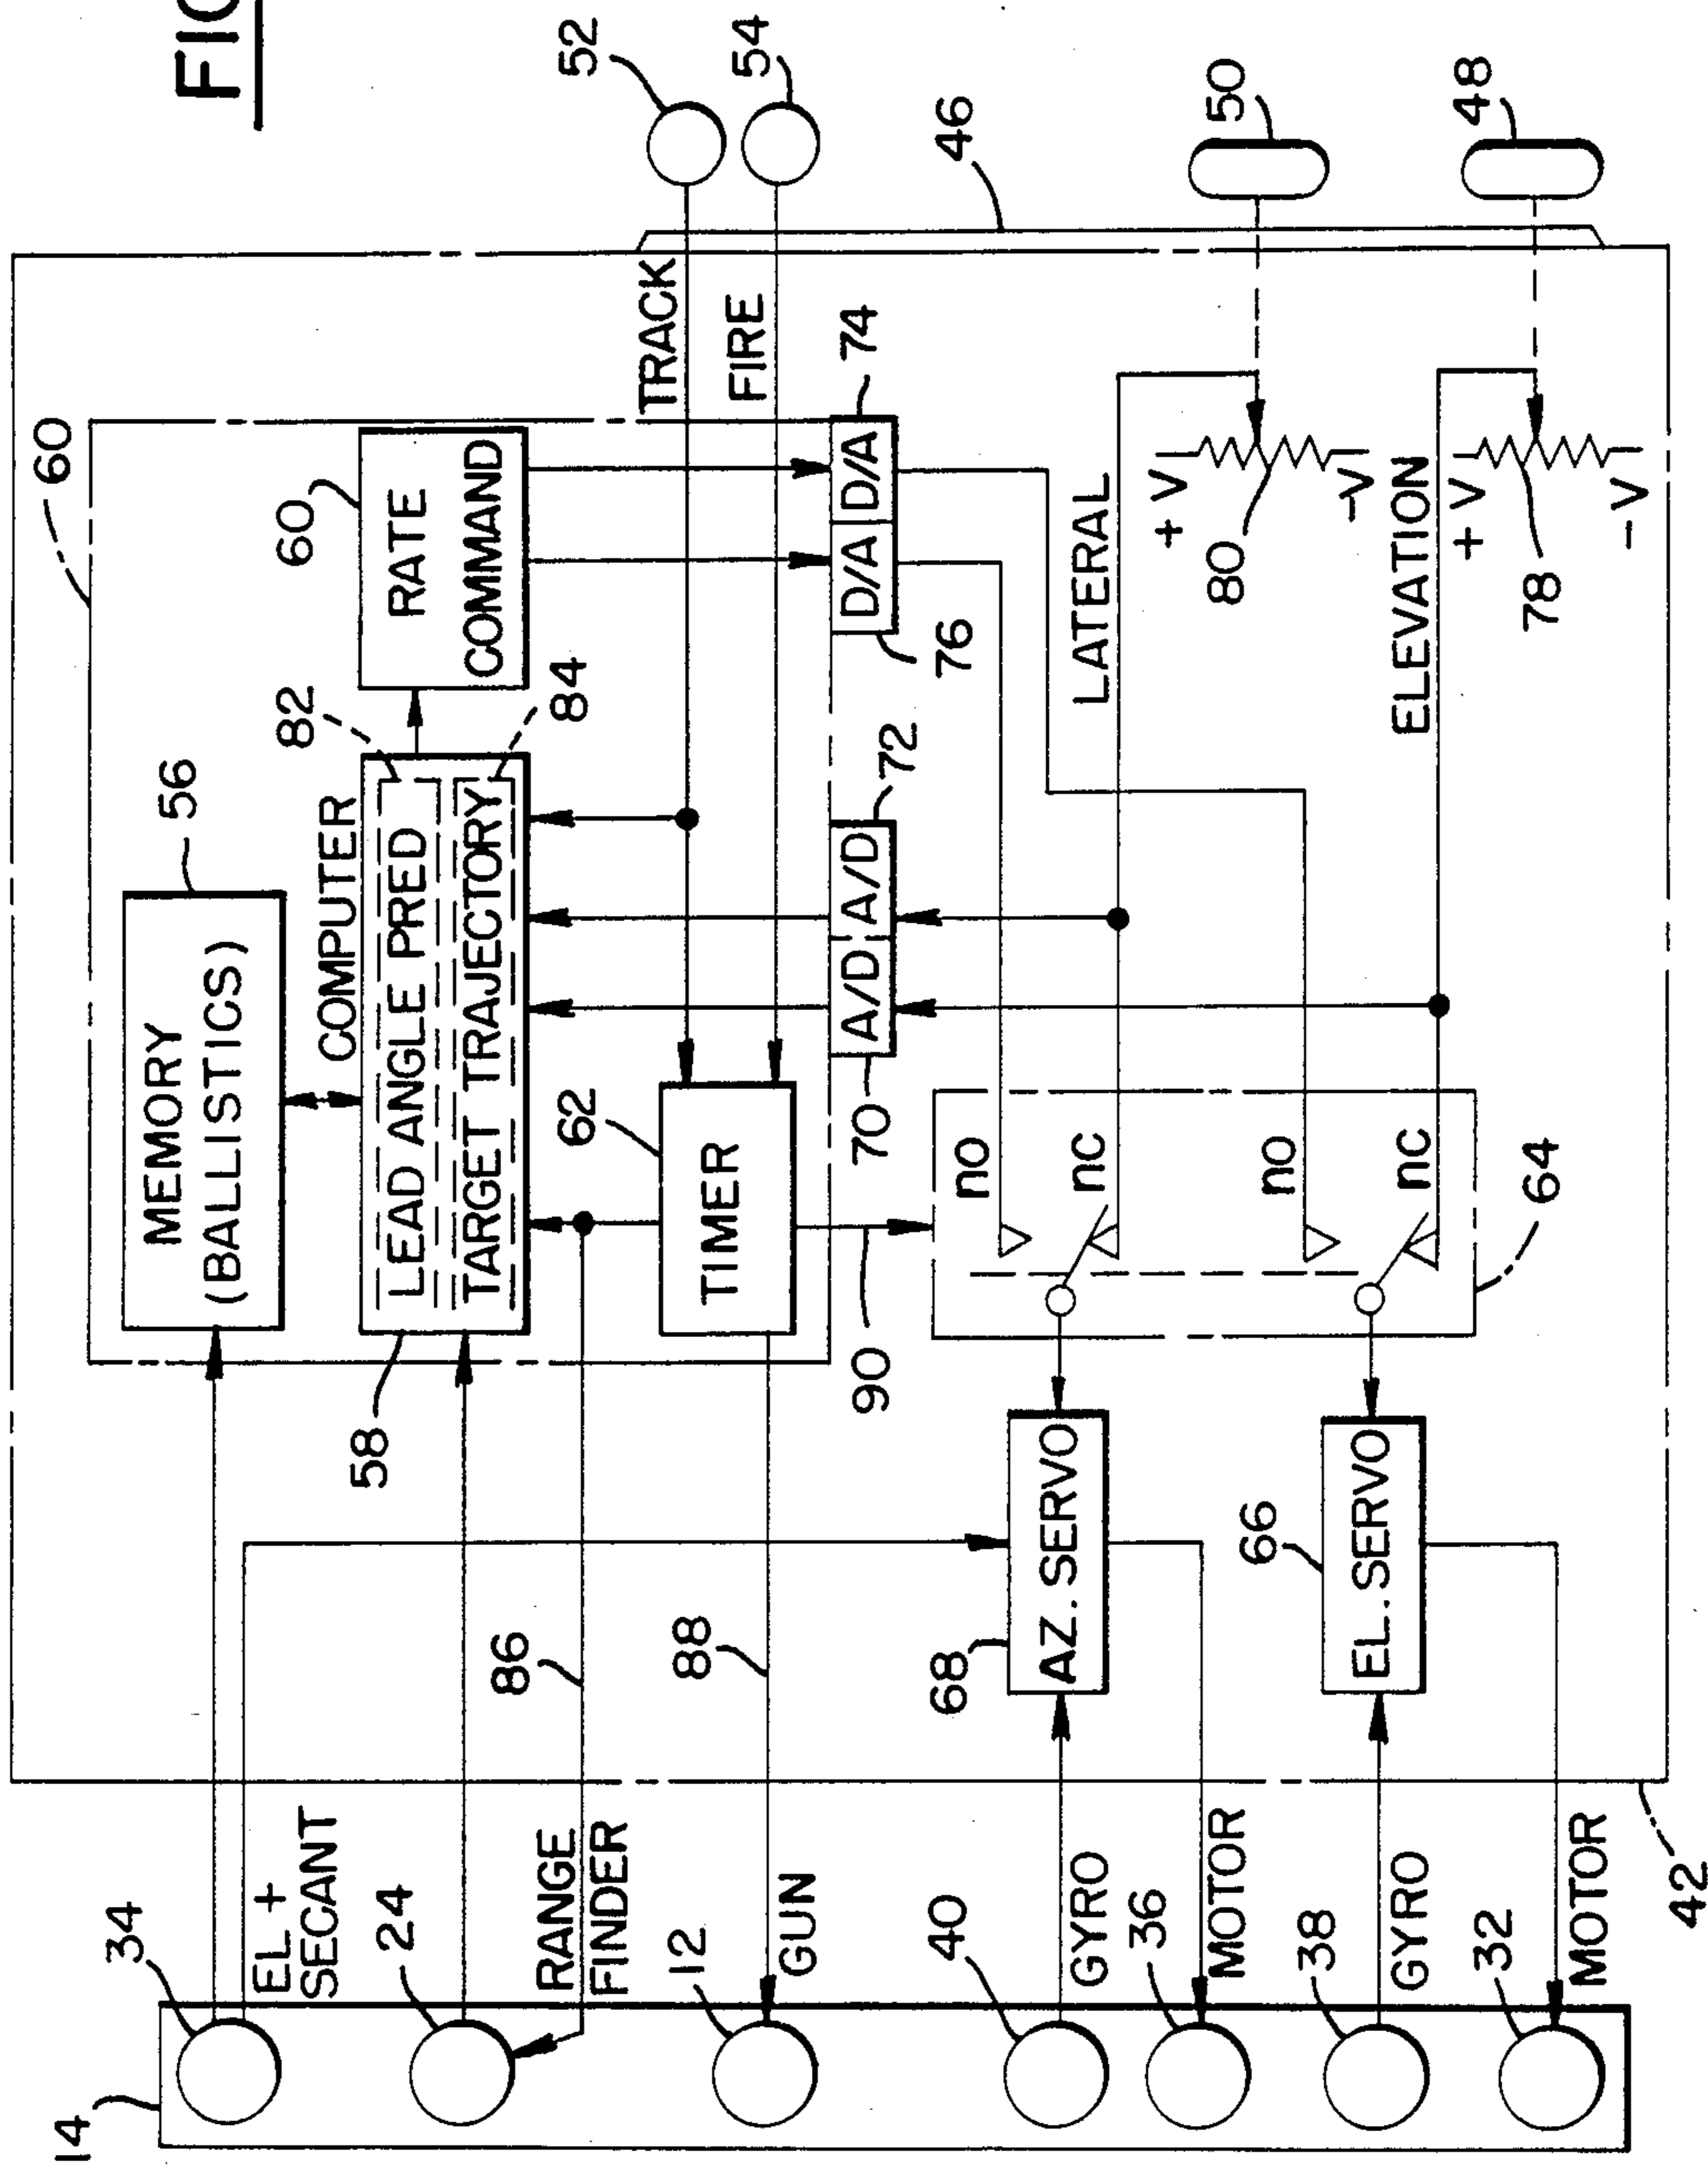 FIG
14
34
EL +
SECANT
24
RANGE
FINDER
12
GUN
40
GYRO
36
MOTOR
38
GYRO
32
MOTOR
42
86
88
68
AZ. SERVO
66
EL. SERVO
60
56
MEMORY
(BALLISTICS)
COMPUTER
58
LEAD ANGLE PRED
TARGET TRAJECTORY
82
84
60
RATE
COMMAND
62
TIMER
90
70
A/D
A/D
72
76
D/A
D/A
74
TRACK
FIRE
52
54
46
50
48
no
nc
no
nc
64
LATERAL
+V
80
-V
ELEVATION
+V
78
-V